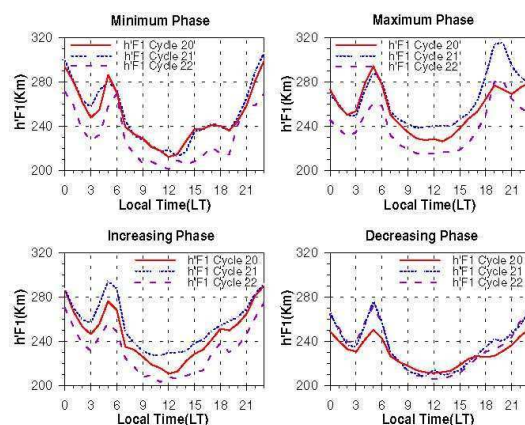 Minimum Phase
320
280
240
200
h'F1(Km)
h'F1 Cycle 20'
h'F1 Cycle 21'
h'F1 Cycle 22'
0 3 6 9 12 15 18 21
Local Time(LT)
Maximum Phase
320
280
240
200
h'F1(Km)
h'F1 Cycle 20'
h'F1 Cycle 21'
h'F1 Cycle 22'
0 3 6 9 12 15 18 21
Local Time(LT)
Increasing Phase
320
280
240
200
h'F1(Km)
h'F1 Cycle 20
h'F1 Cycle 21
h'F1 Cycle 22
0 3 6 9 12 15 18 21
Local Time(LT)
Decreasing Phase
320
280
240
200
h'F1(Km)
h'F1 Cycle 20
h'F1 Cycle 21
h'F1 Cycle 22
0 3 6 9 12 15 18 21
Local Time(LT)